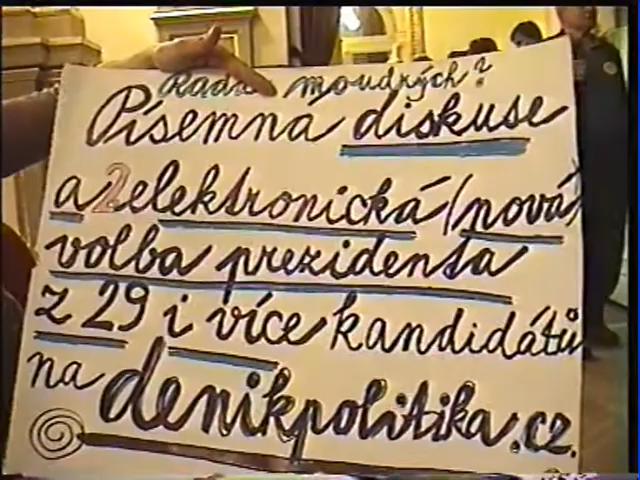 Rada moudrých?
Písemná diskuse
a 2 elektronická (nová
volba prezidenta
z 29 i více kandidátů
na denikpolitika.cz.